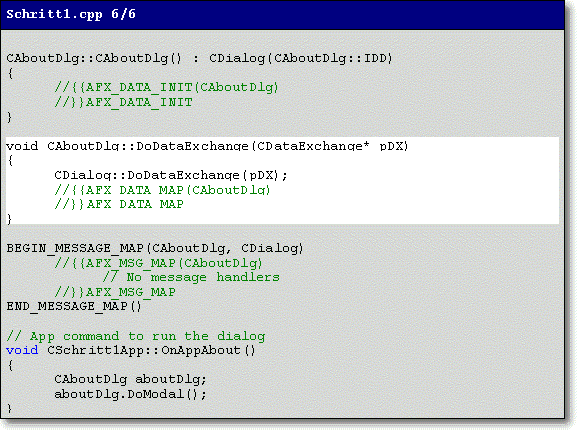 Schritt1.cpp 6/6
CAboutDlg::CAboutDlg() : CDialog(CAboutDlg::IDD)
{
//{{AFX_DATA_INIT(CAboutDlg)
//}}AFX_DATA_INIT
}
void CAboutDlg::DoDataExchange(CDataExchange* pDX)
{
CDialog::DoDataExchange(pDX);
//{{AFX_DATA_MAP(CAboutDlg)
//}}AFX_DATA_MAP
}
BEGIN_MESSAGE_MAP(CAboutDlg, CDialog)
//{{AFX_MSG_MAP(CAboutDlg)
// No message handlers
//}}AFX_MSG_MAP
END_MESSAGE_MAP()
// App command to run the dialog
void CSchritt1App::OnAppAbout()
{
CAboutDlg aboutDlg;
aboutDlg.DoModal();
}